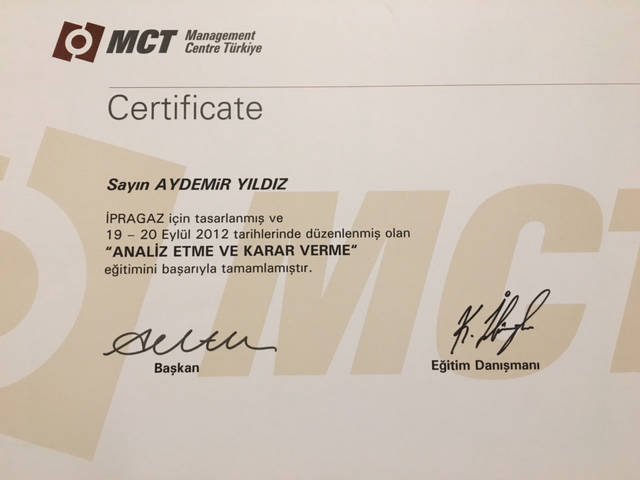 MCT Management
Centre Türkiye
Certificate
Sayın AYDEMiR YILDIZ
İPRAGAZ için tasarlanmış ve
19 – 20 Eylül 2012 tarihlerinde düzenlenmiş olan
“ANALİZ ETME VE KARAR VERME“
eğitimini başarıyla tamamlamıştır.
Başkan
Eğitim Danışmanı
MCT